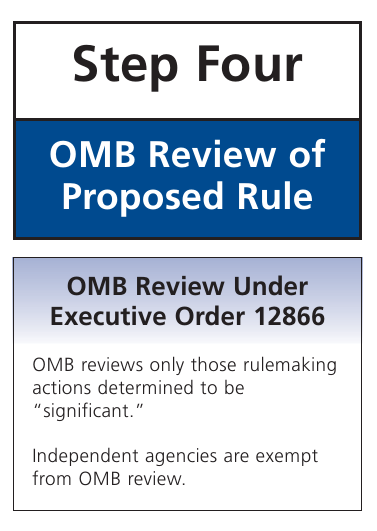 Step Four
OMB Review of
Proposed Rule
OMB Review Under
Executive Order 12866
OMB reviews only those rulemaking
actions determined to be
“significant.”
Independent agencies are exempt
from OMB review.